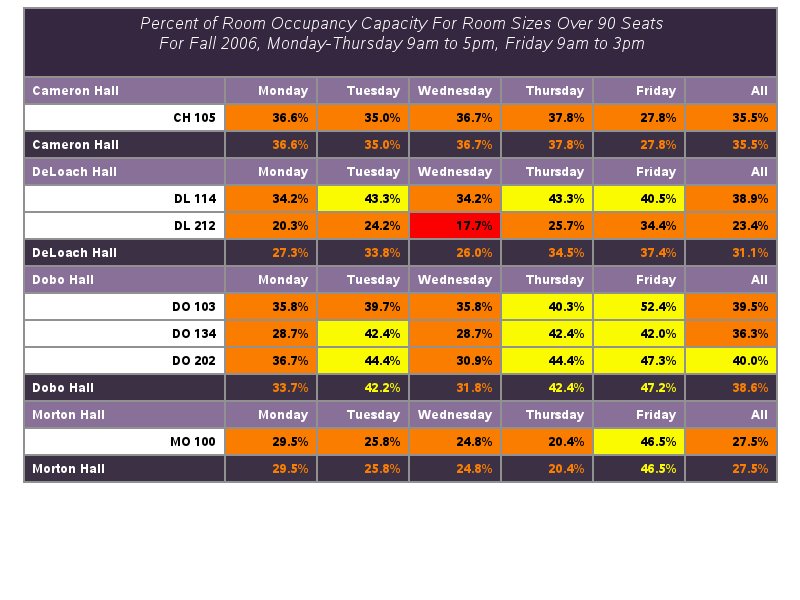 Percent of Room Occupancy Capacity For Room Sizes Over 90 Seats
For Fall 2006, Monday-Thursday 9am to 5pm, Friday 9am to 3pm
Cameron Hall Monday Tuesday Wednesday Thursday Friday All
CH 105 36.6% 35.0% 36.7% 37.8% 27.8% 35.5%
Cameron Hall 36.6% 35.0% 36.7% 37.8% 27.8% 35.5%
DeLoach Hall Monday Tuesday Wednesday Thursday Friday All
DL 114 34.2% 43.3% 34.2% 43.3% 40.5% 38.9%
DL 212 20.3% 24.2% 17.7% 25.7% 34.4% 23.4%
DeLoach Hall 27.3% 33.8% 26.0% 34.5% 37.4% 31.1%
Dobo Hall Monday Tuesday Wednesday Thursday Friday All
DO 103 35.8% 39.7% 35.8% 40.3% 52.4% 39.5%
DO 134 28.7% 42.4% 28.7% 42.4% 42.0% 36.3%
DO 202 36.7% 44.4% 30.9% 44.4% 47.3% 40.0%
Dobo Hall 33.7% 42.2% 31.8% 42.4% 47.2% 38.6%
Morton Hall Monday Tuesday Wednesday Thursday Friday All
MO 100 29.5% 25.8% 24.8% 20.4% 46.5% 27.5%
Morton Hall 29.5% 25.8% 24.8% 20.4% 46.5% 27.5%